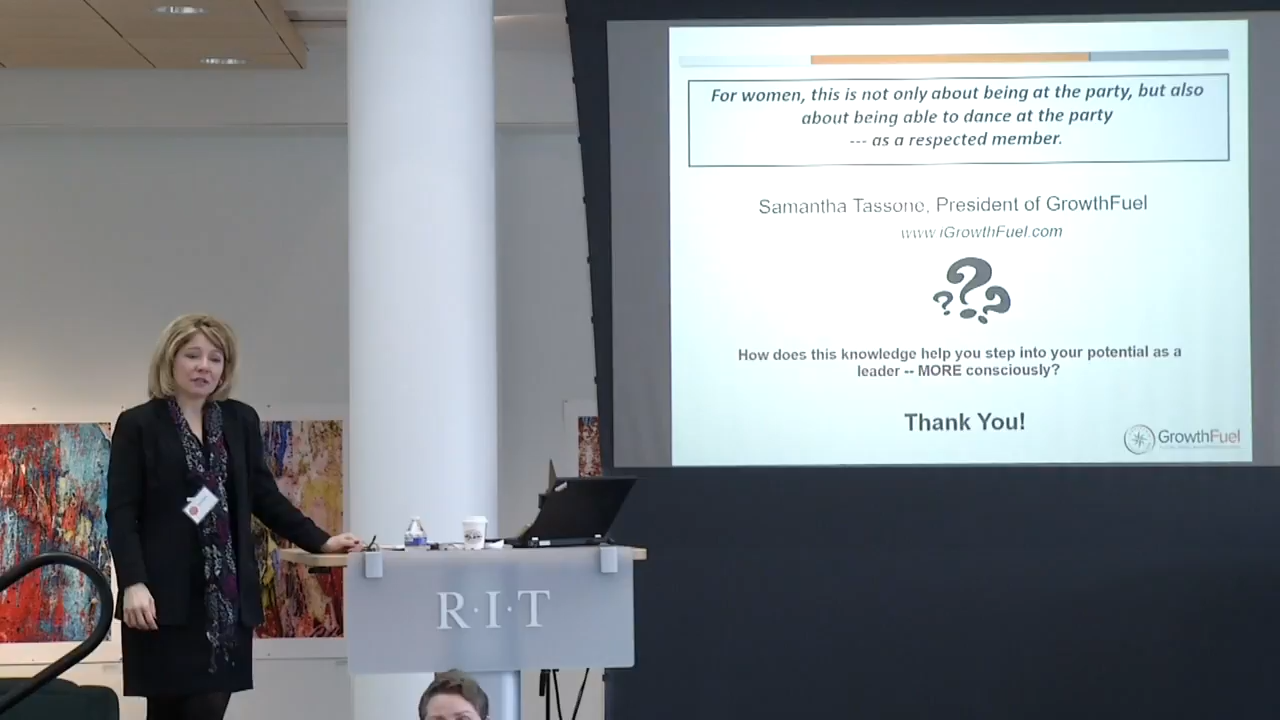 For women, this is not only about being at the party, but also
about being able to dance at the party
--- as a respected member.
Samantha Tassone, President of GrowthFuel
www.iGrowthFuel.com
How does this knowledge help you step into your potential as a
leader -- MORE consciously?
Thank You!
GrowthFuel
R·I·T